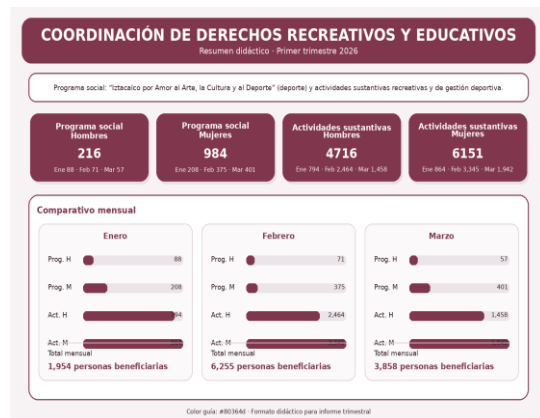 COORDINACIÓN DE DERECHOS RECREATIVOS Y EDUCATIVOS
Resumen didáctico · Primer trimestre 2026
Programa social: "Iztacalco por Amor al Arte, la Cultura y al Deporte" (deporte) y actividades sustantivas recreativas y de gestión deportiva.
Programa social
Hombres
216
Ene 88 · Feb 71 · Mar 57
Programa social
Mujeres
984
Ene 208 · Feb 375 · Mar 401
Actividades sustantivas
Hombres
4716
Ene 794 · Feb 2,464 · Mar 1,458
Actividades sustantivas
Mujeres
6151
Ene 864 · Feb 3,345 · Mar 1,942
Comparativo mensual
Enero
Prog. H 88
Prog. M 208
Act. H 794
Act. M
Total mensual
1,954 personas beneficiarias
Febrero
Prog. H 71
Prog. M 375
Act. H 2,464
Act. M
Total mensual
6,255 personas beneficiarias
Marzo
Prog. H 57
Prog. M 401
Act. H 1,458
Act. M
Total mensual
3,858 personas beneficiarias
Color guía: #80364d · Formato didáctico para informe trimestral